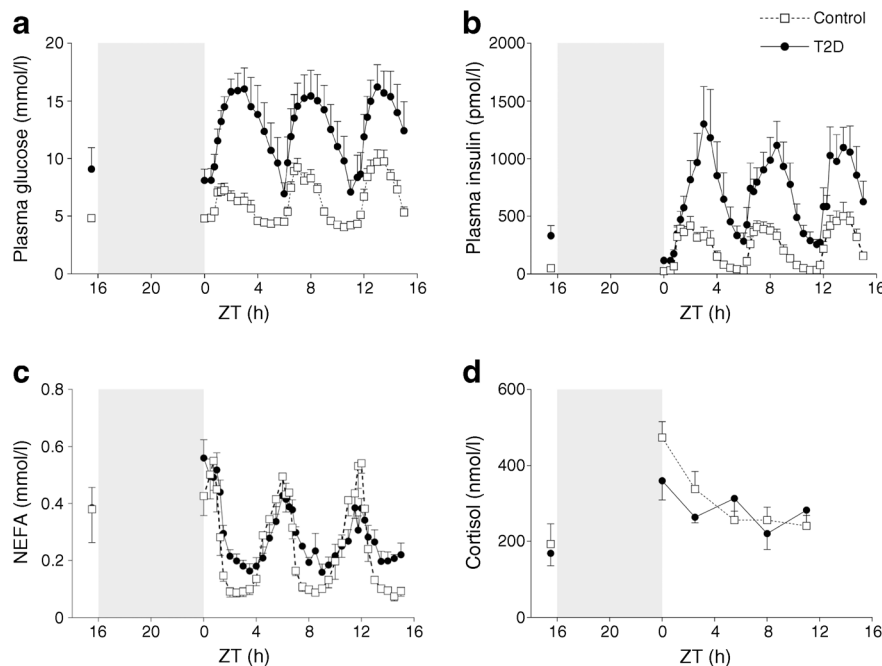 a
Plasma glucose (mmol/l)
20
15
10
5
0
16 20 0 4 8 12 16
ZT (h)
b
Control
T2D
Plasma insulin (pmol/l)
2000
1500
1000
500
0
16 20 0 4 8 12 16
ZT (h)
c
NEFA (mmol/l)
0.8
0.6
0.4
0.2
0
16 20 0 4 8 12 16
ZT (h)
d
Cortisol (nmol/l)
600
400
200
0
16 20 0 4 8 12 16
ZT (h)